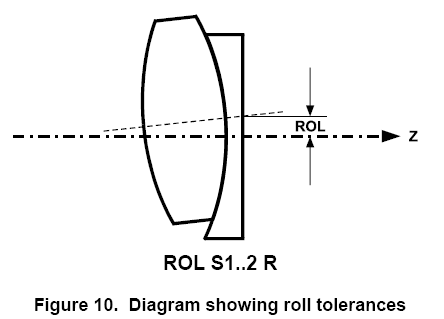 ROL
Z
ROL S1..2 R
Figure 10. Diagram showing roll tolerances